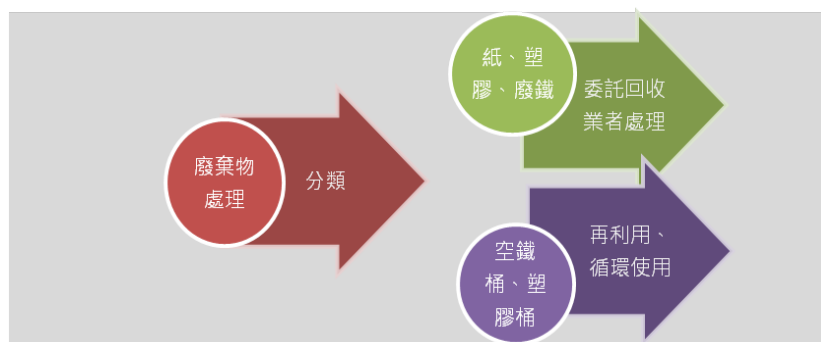 廢棄物
處理
分類
紙、塑
膠、廢鐵
委託回收
業者處理
空鐵
桶、塑
膠桶
再利用、
循環使用